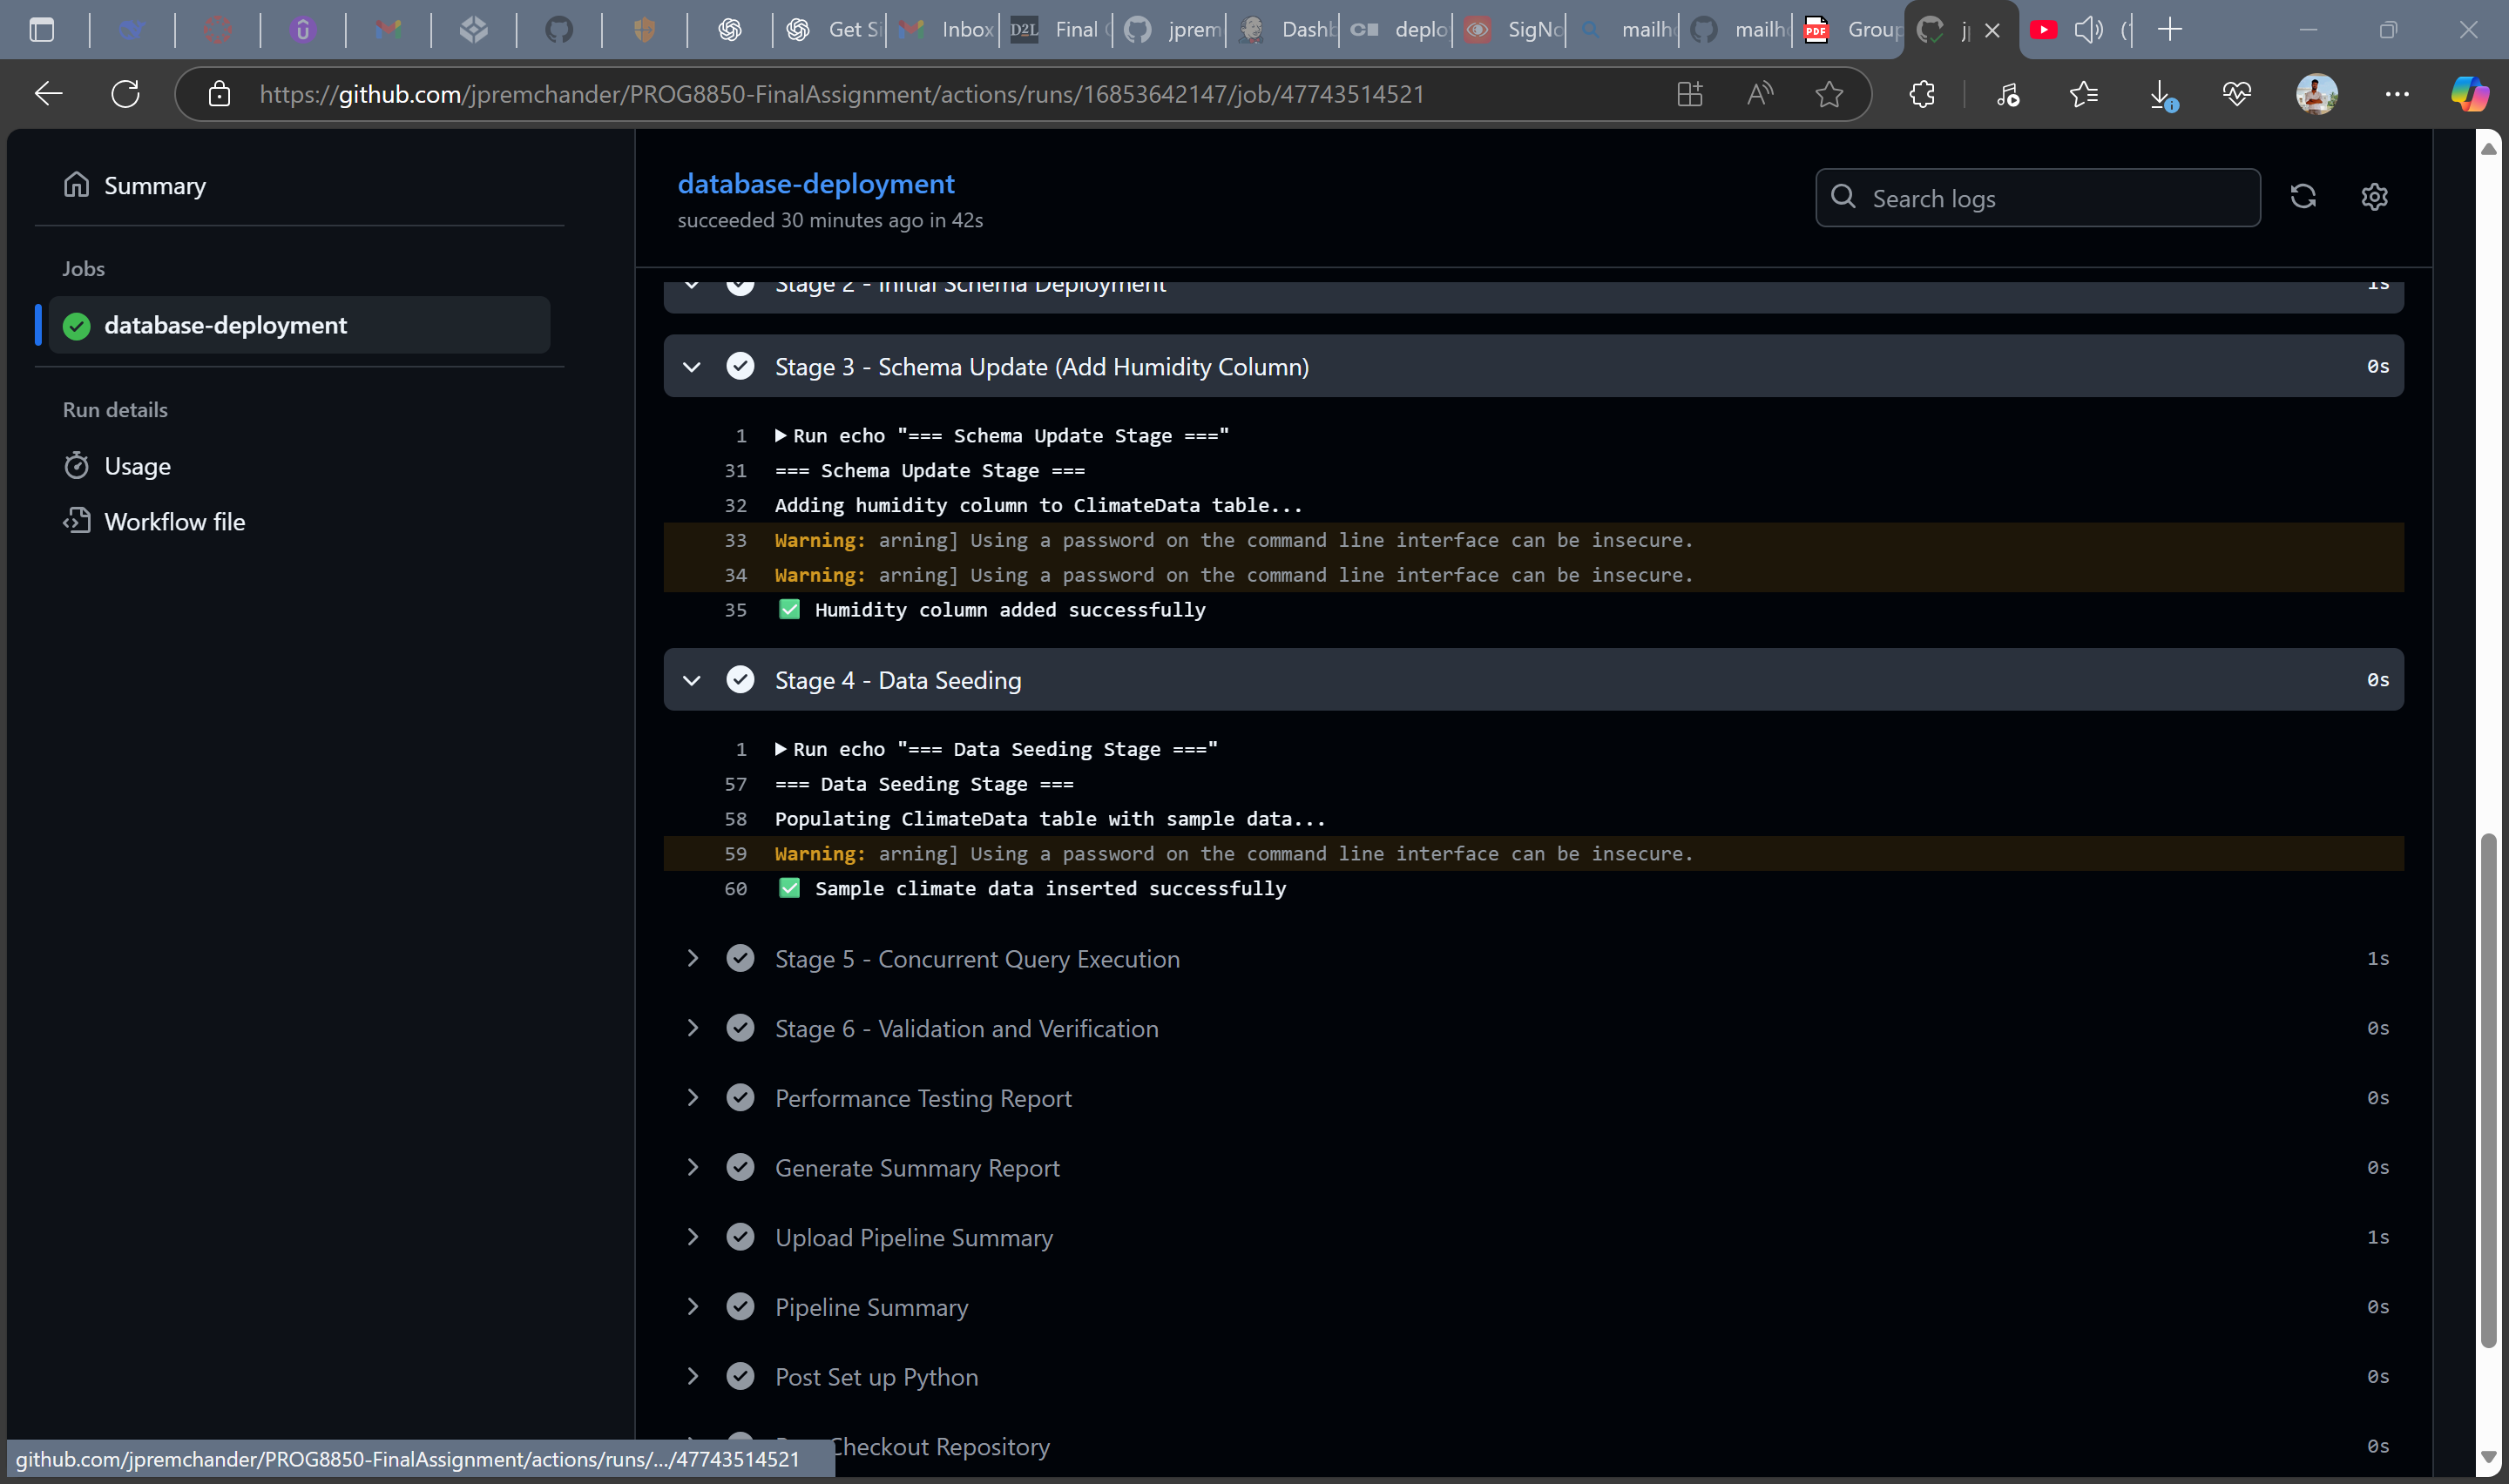 Get Si
Inbox
D2L
Final
jprem
Dashb
deplo
SigNo
mailh
mailh
PDF
Group
https://github.com/jpremchander/PROG8850-FinalAssignment/actions/runs/16853642147/job/47743514521
Summary
Jobs
database-deployment
Run details
Usage
Workflow file
database-deployment
succeeded 30 minutes ago in 42s
Search logs
Stage 2 - Initial Schema Deployment
1s
Stage 3 - Schema Update (Add Humidity Column)
0s
1 Run echo "=== Schema Update Stage ==="
31 === Schema Update Stage ===
32 Adding humidity column to ClimateData table...
33 Warning: arning] Using a password on the command line interface can be insecure.
34 Warning: arning] Using a password on the command line interface can be insecure.
35 ✅ Humidity column added successfully
Stage 4 - Data Seeding
0s
1 Run echo "=== Data Seeding Stage ==="
57 === Data Seeding Stage ===
58 Populating ClimateData table with sample data...
59 Warning: arning] Using a password on the command line interface can be insecure.
60 ✅ Sample climate data inserted successfully
Stage 5 - Concurrent Query Execution
1s
Stage 6 - Validation and Verification
0s
Performance Testing Report
0s
Generate Summary Report
0s
Upload Pipeline Summary
1s
Pipeline Summary
0s
Post Set up Python
0s
Checkout Repository
0s
github.com/jpremchander/PROG8850-FinalAssignment/actions/runs/.../47743514521